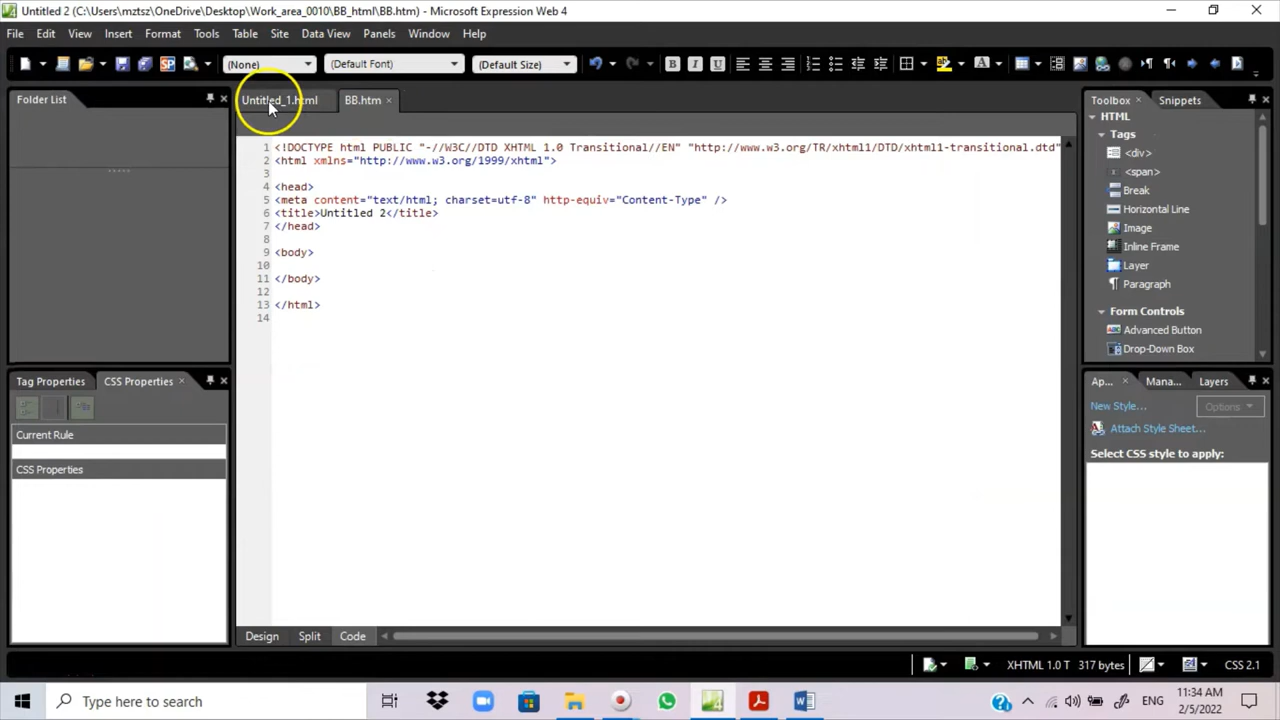 Untitled 2 (C:\Users\mztsz\OneDrive\Desktop\Work_area_0010\BB_html\BB.htm) - Microsoft Expression Web 4
File Edit View Insert Format Tools Table Site Data View Panels Window Help
(None) (Default Font) (Default Size) B I U A
Folder List
Untitled_1.html BB.htm
Toolbox Snippets
HTML
Tags
<div>
<span>
Break
Horizontal Line
Image
Inline Frame
Layer
Paragraph
Form Controls
Advanced Button
Drop-Down Box
1 <!DOCTYPE html PUBLIC "-//W3C//DTD XHTML 1.0 Transitional//EN" "http://www.w3.org/TR/xhtml1/DTD/xhtml1-transitional.dtd"
2 <html xmlns="http://www.w3.org/1999/xhtml">
3
4 <head>
5 <meta content="text/html; charset=utf-8" http-equiv="Content-Type" />
6 <title>Untitled 2</title>
7 </head>
8
9 <body>
10
11 </body>
12
13 </html>
14
Tag Properties CSS Properties
Current Rule
CSS Properties
Ap... Mana... Layers
New Style... Options
Attach Style Sheet...
Select CSS style to apply:
Design Split Code
XHTML 1.0 T 317 bytes CSS 2.1
Type here to search
ENG
11:34 AM
2/5/2022